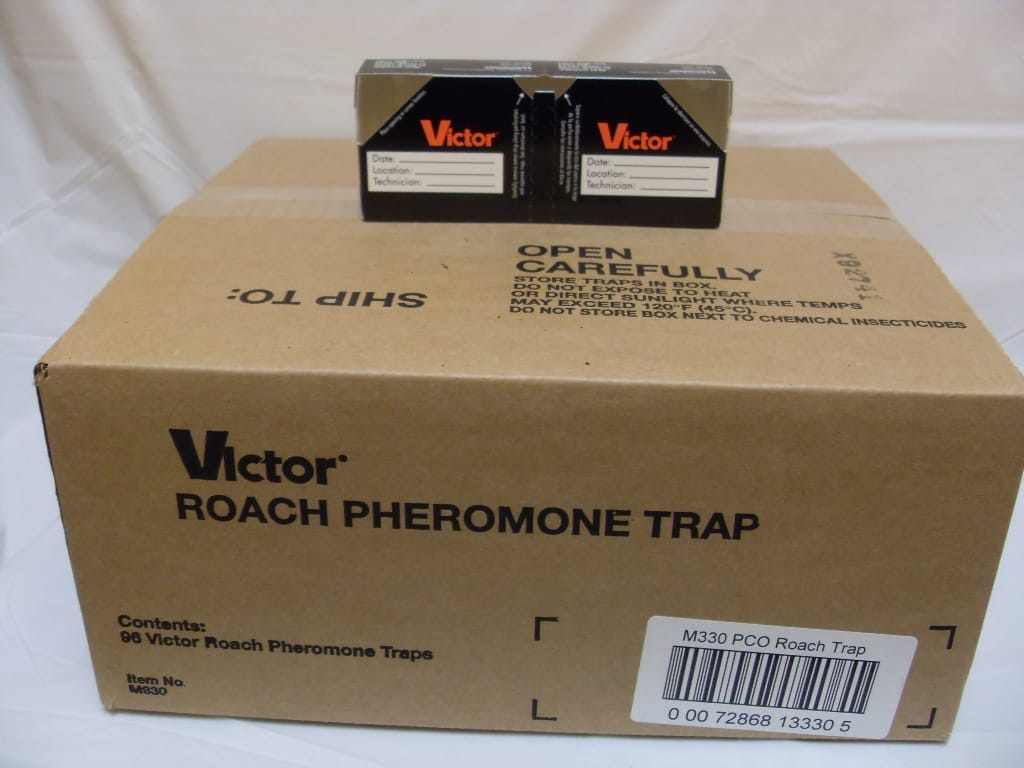 Victor
Date:
Location:
Technician:
Victor
Date:
Location:
Technician:
OPEN
CAREFULLY
STORE TRAPS IN BOX.
DO NOT EXPOSE TO HEAT
OR DIRECT SUNLIGHT WHERE TEMPS
MAY EXCEED 120°F (45°C).
DO NOT STORE BOX NEXT TO CHEMICAL INSECTICIDES
SHIP TO:
Victor
ROACH PHEROMONE TRAP
Contents:
96 Victor Roach Pheromone Traps
Item No.
M330
M330 PCO Roach Trap
0 00 72868 13330 5